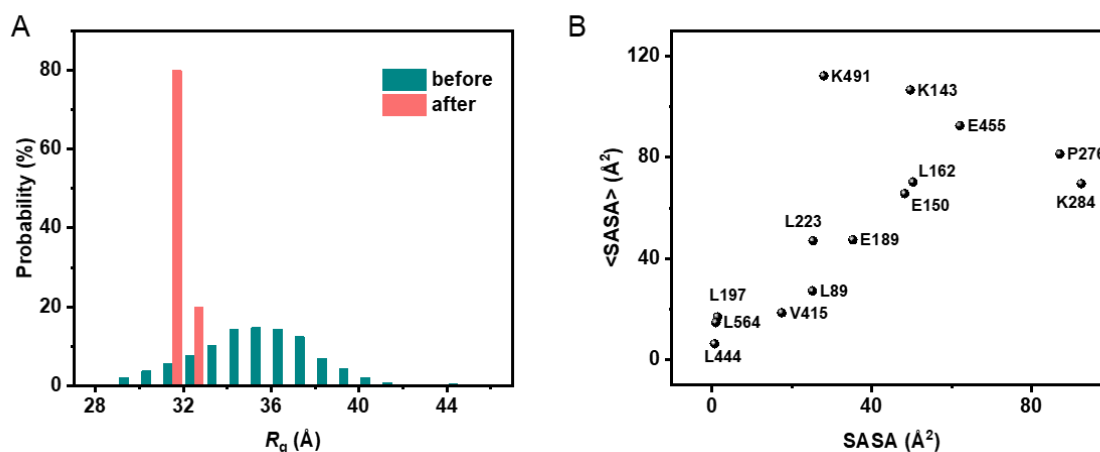 A
Probability (%)
80
60
40
20
0
before
after
28
32
36
40
44
Rg (Å)
B
<SASA> (Å²)
120
80
40
0
K491
K143
E455
P276
L162
K284
E150
L223
E189
L197
L89
L564
V415
L444
0
40
80
SASA (Å²)